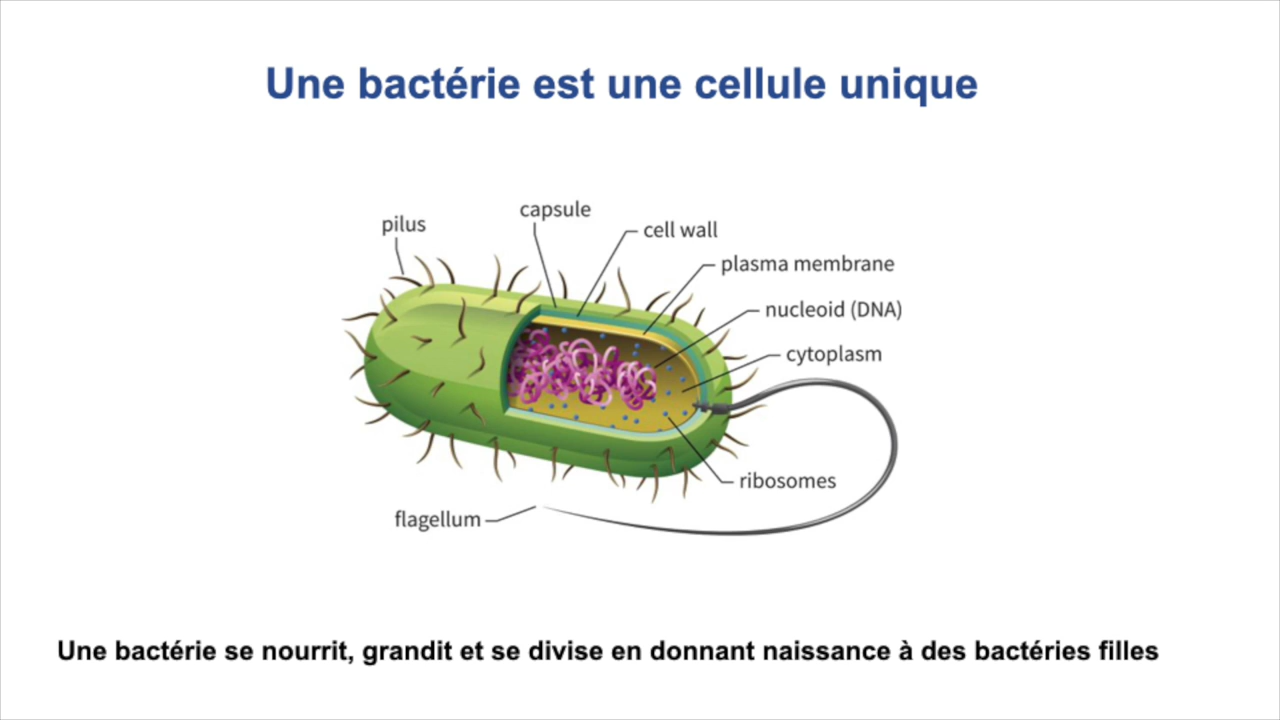 Une bactérie est une cellule unique
capsule
pilus
cell wall
plasma membrane
nucleoid (DNA)
cytoplasm
ribosomes
flagellum
Une bactérie se nourrit, grandit et se divise en donnant naissance à des bactéries filles